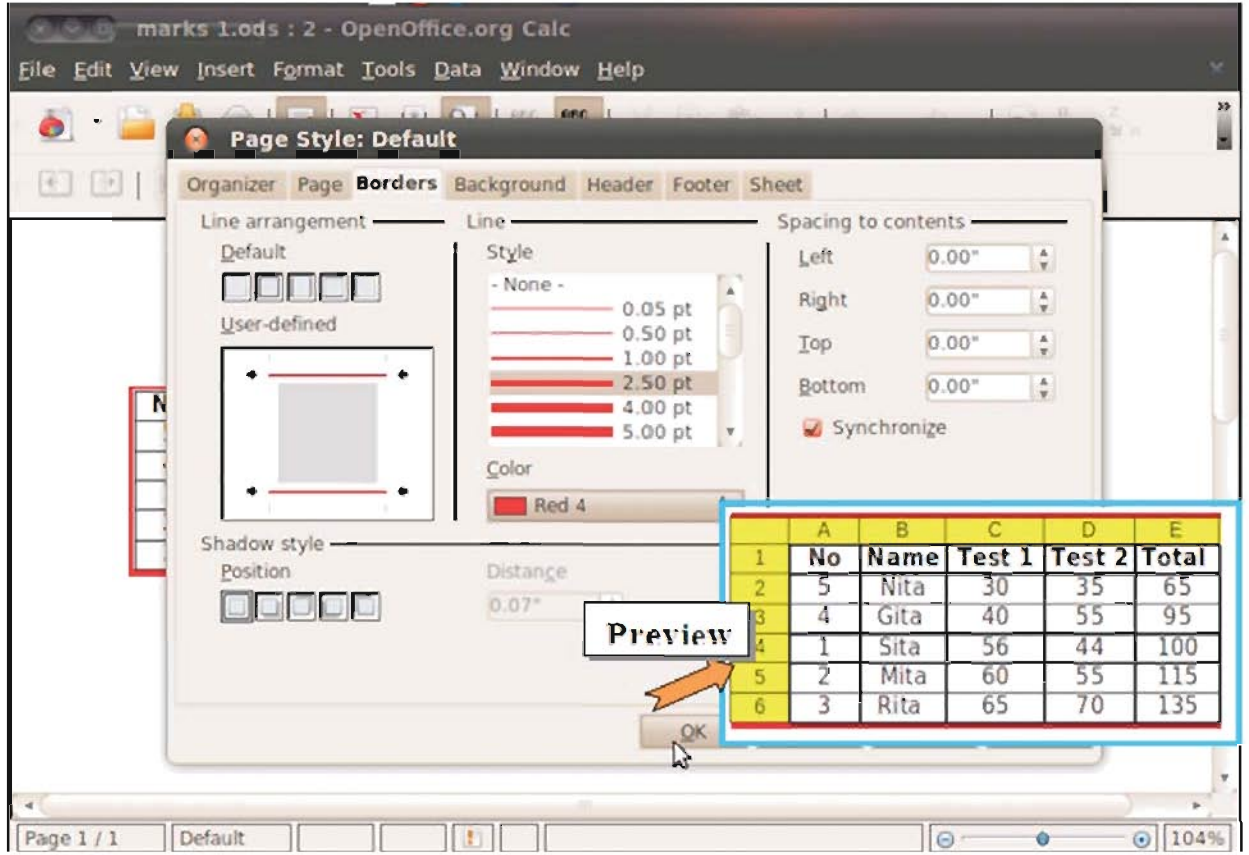 marks 1.ods : 2 - OpenOffice.org Calc
File Edit View Insert Format Tools Data Window Help
Page Style: Default
Organizer Page Borders Background Header Footer Sheet
Line arrangement
Default
User-defined
Line
Style
- None -
0.05 pt
0.50 pt
1.00 pt
2.50 pt
4.00 pt
5.00 pt
Color
Red 4
Spacing to contents
Left 0.00"
Right 0.00"
Top 0.00"
Bottom 0.00"
Synchronize
Shadow style
Position
Distance
0.07"
N
Preview
A B C D E
1 No Name Test 1 Test 2 Total
2 5 Nita 30 35 65
3 4 Gita 40 55 95
4 1 Sita 56 44 100
5 2 Mita 60 55 115
6 3 Rita 65 70 135
OK
Page 1 / 1 Default 104%